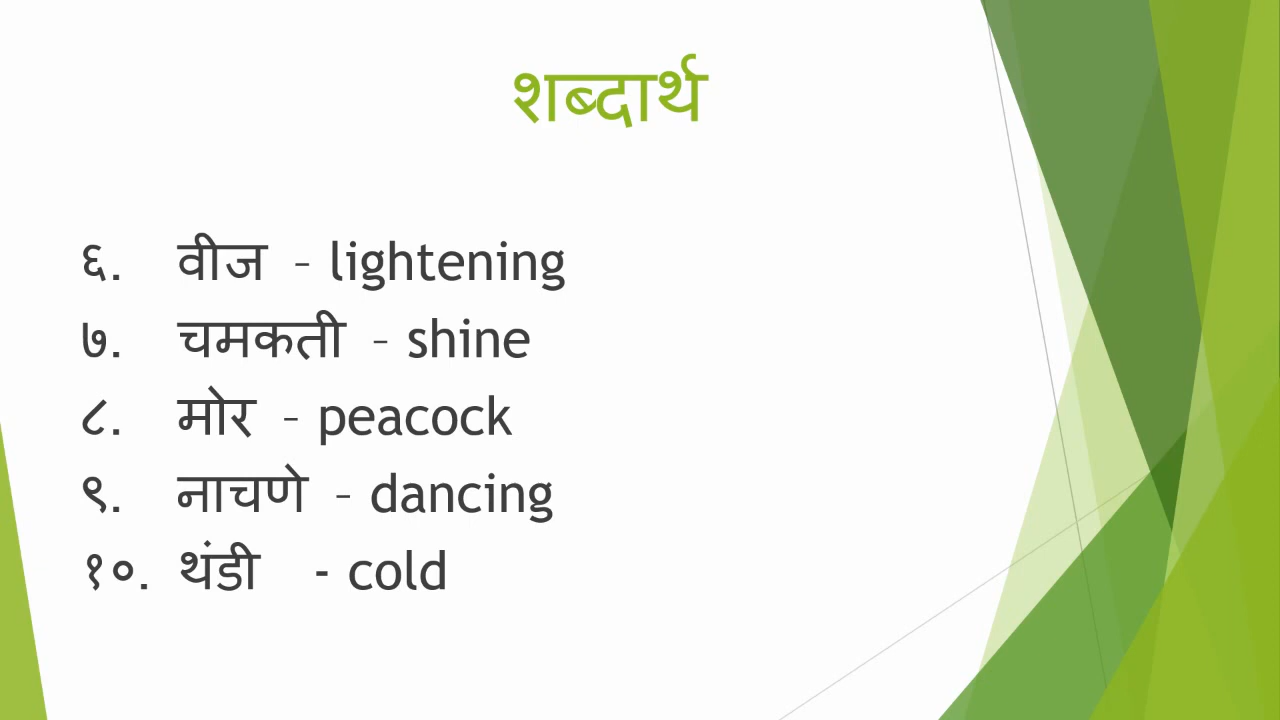 शब्दार्थ
६. वीज – lightening
७. चमकती – shine
८. मोर – peacock
९. नाचणे – dancing
१०. थंडी - cold